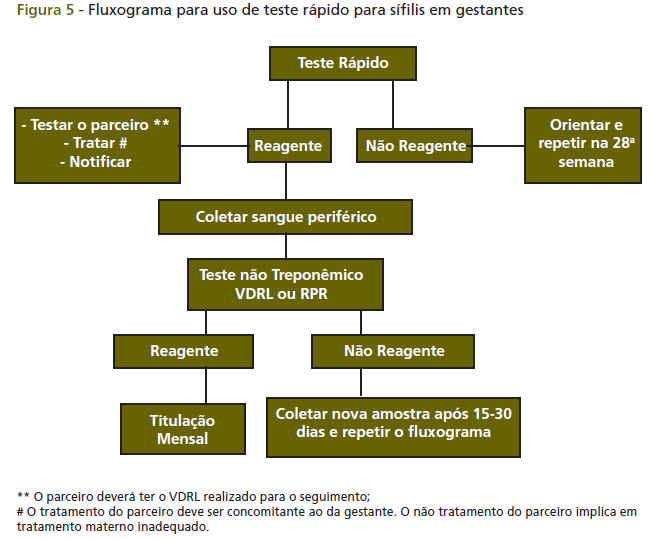 Figura 5 - Fluxograma para uso de teste rápido para sífilis em gestantes
Teste Rápido
- Testar o parceiro **
- Tratar #
- Notificar
Reagente
Não Reagente
Orientar e
repetir na 28ª
semana
Coletar sangue periférico
Teste não Treponêmico
VDRL ou RPR
Reagente
Não Reagente
Titulação
Mensal
Coletar nova amostra após 15-30
dias e repetir o fluxograma
** O parceiro deverá ter o VDRL realizado para o seguimento;
# O tratamento do parceiro deve ser concomitante ao da gestante. O não tratamento do parceiro implica em
tratamento materno inadequado.